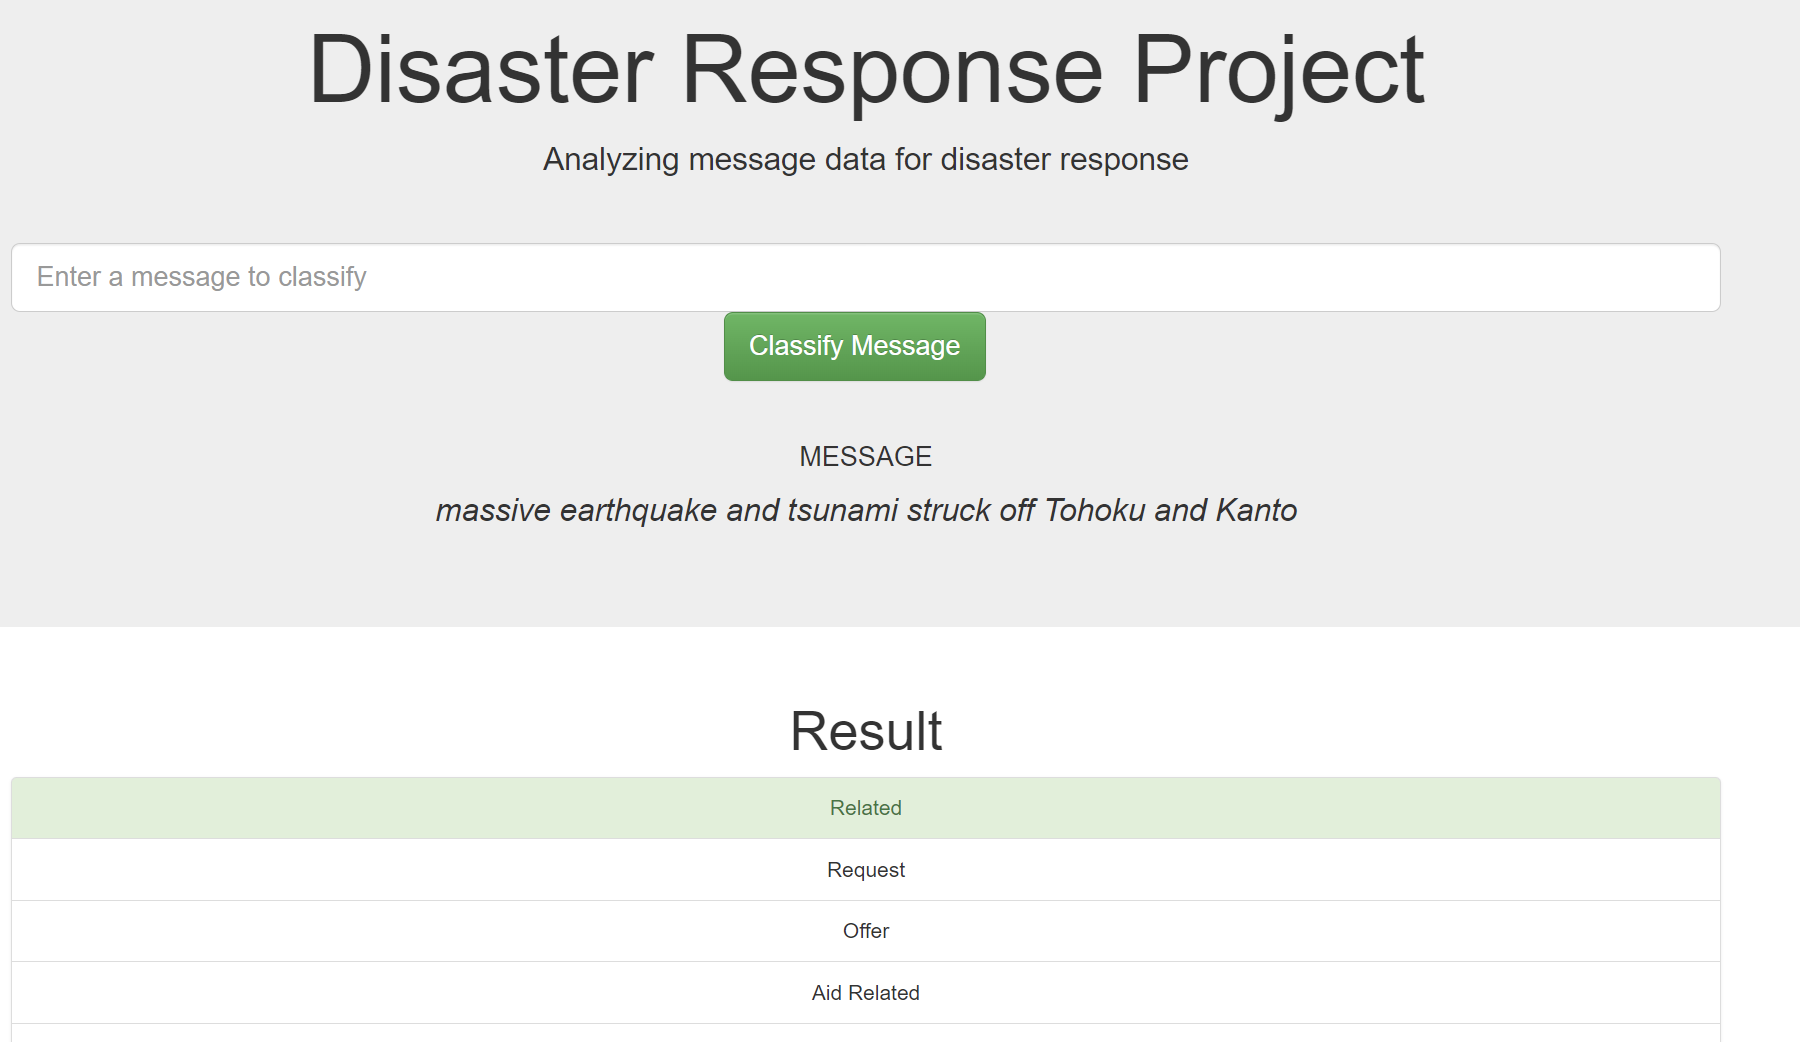 Disaster Response Project
Analyzing message data for disaster response
Enter a message to classify
Classify Message
MESSAGE
massive earthquake and tsunami struck off Tohoku and Kanto
Result
Related
Request
Offer
Aid Related